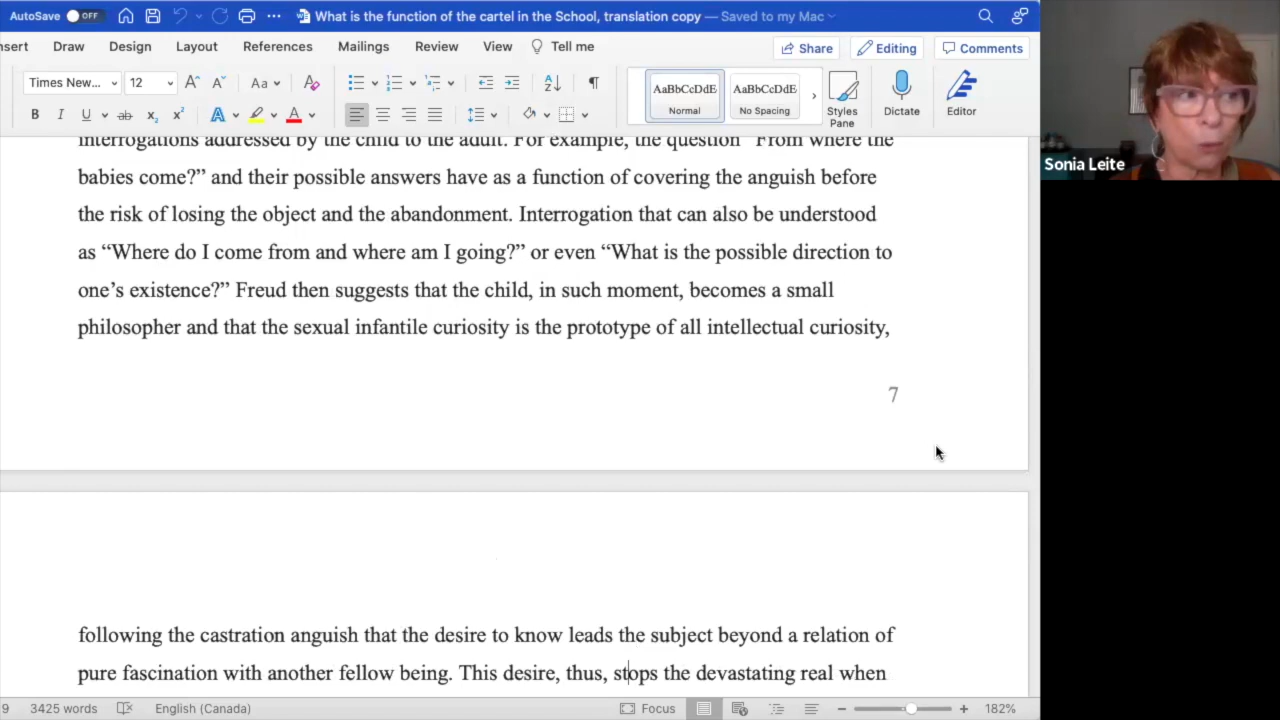 AutoSave OFF What is the function of the cartel in the School, translation copy — Saved to my Mac
nsert Draw Design Layout References Mailings Review View Tell me Share Editing Comments
Times New... 12 Aa AaBbCcDdE AaBbCcDdE
Normal No Spacing Styles Pane Dictate Editor
B I U ab x2 x2 A A
Sonia Leite
interrogations addressed by the child to the adult. For example, the question “From where the
babies come?” and their possible answers have as a function of covering the anguish before
the risk of losing the object and the abandonment. Interrogation that can also be understood
as “Where do I come from and where am I going?” or even “What is the possible direction to
one’s existence?” Freud then suggests that the child, in such moment, becomes a small
philosopher and that the sexual infantile curiosity is the prototype of all intellectual curiosity,
7
following the castration anguish that the desire to know leads the subject beyond a relation of
pure fascination with another fellow being. This desire, thus, stops the devastating real when
9 3425 words English (Canada) Focus 182%